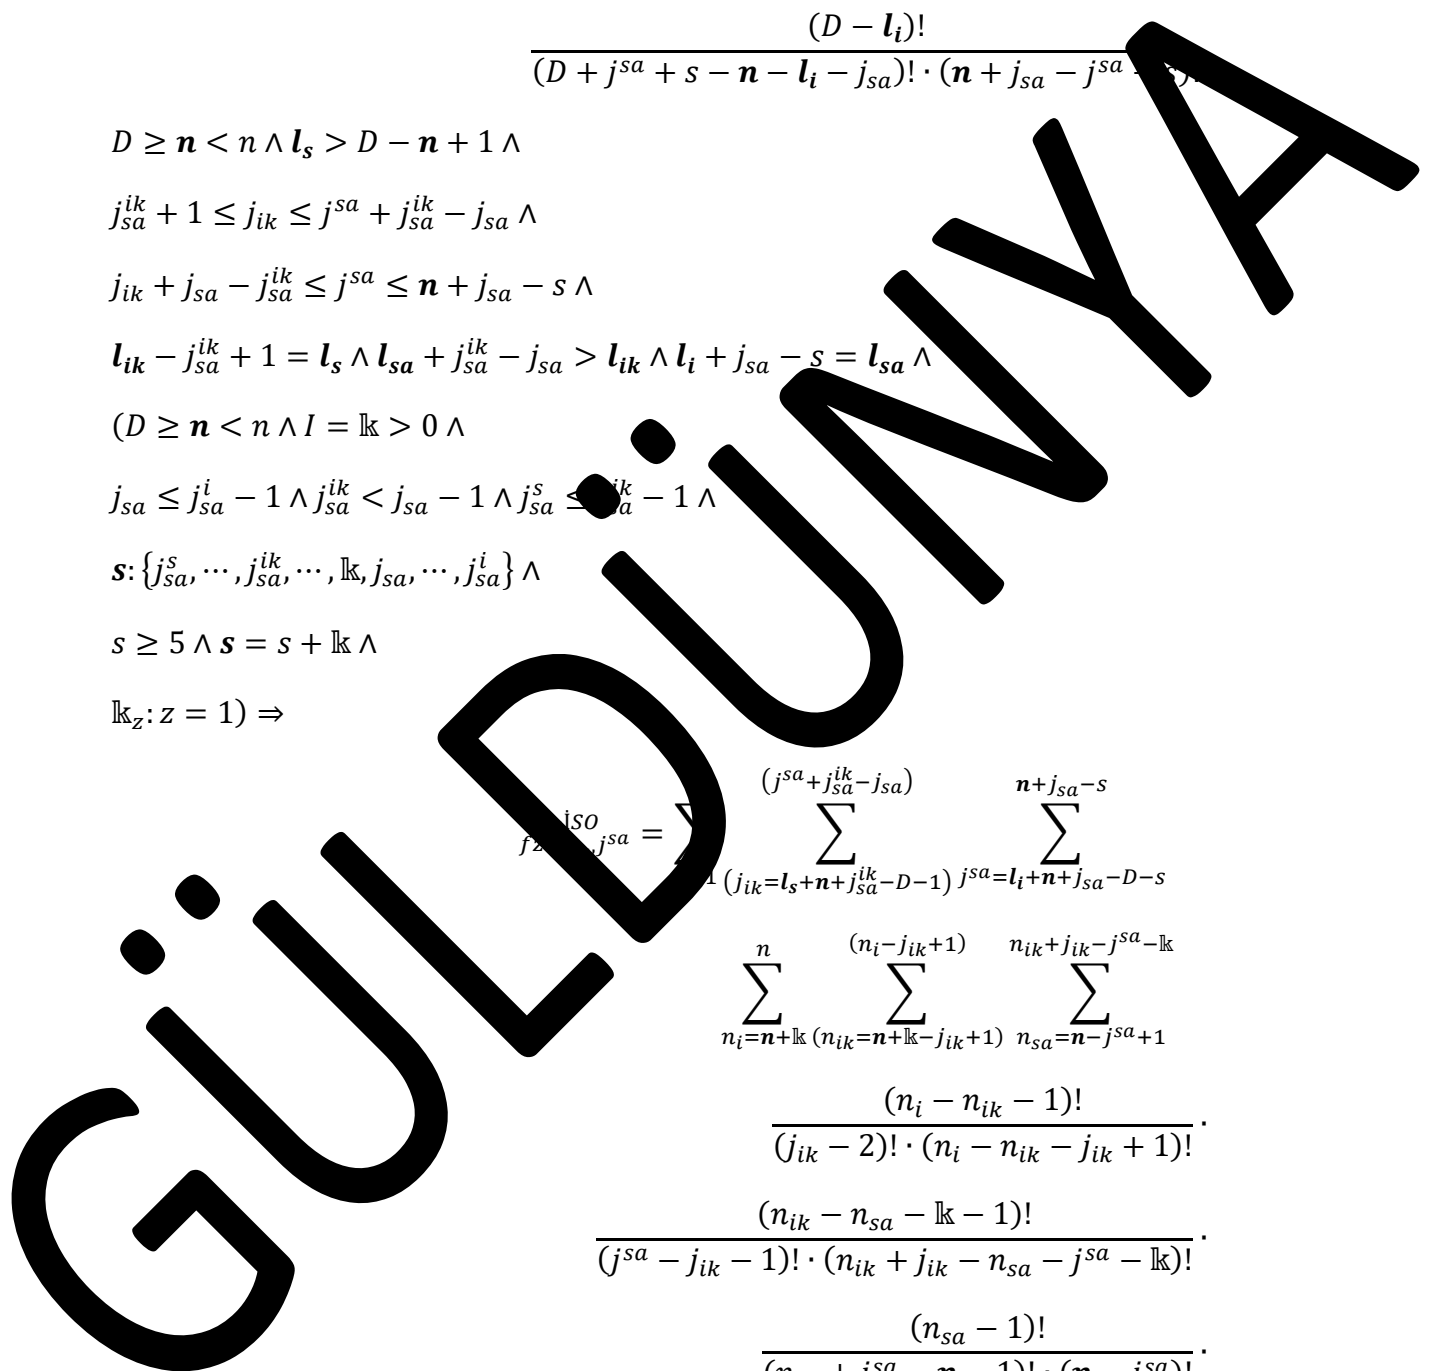 (D − l_i)!
(D + j^{sa} + s − n − l_i − j_{sa})! · (n + j_{sa} − j^{sa} − s)!
D ≥ n < n ∧ l_s > D − n + 1 ∧
j_{sa}^{ik} + 1 ≤ j_{ik} ≤ j^{sa} + j_{sa}^{ik} − j_{sa} ∧
j_{ik} + j_{sa} − j_{sa}^{ik} ≤ j^{sa} ≤ n + j_{sa} − s ∧
l_{ik} − j_{sa}^{ik} + 1 = l_s ∧ l_{sa} + j_{sa}^{ik} − j_{sa} > l_{ik} ∧ l_i + j_{sa} − s = l_{sa} ∧
(D ≥ n < n ∧ I = 𝕜 > 0 ∧
j_{sa} ≤ j_{sa}^{i} − 1 ∧ j_{sa}^{ik} < j_{sa} − 1 ∧ j_{sa}^{s} ≤ j_{sa}^{ik} − 1 ∧
s: {j_{sa}^{s}, ⋯, j_{sa}^{ik}, ⋯, 𝕜, j_{sa}, ⋯, j_{sa}^{i}} ∧
s ≥ 5 ∧ s = s + 𝕜 ∧
𝕜_z: z = 1) ⇒
(j^{sa}+j_{sa}^{ik}−j_{sa}) n+j_{sa}−s
j^{sa} = ∑ ∑ ∑
(j_{ik}=l_s+n+j_{sa}^{ik}−D−1) j^{sa}=l_i+n+j_{sa}−D−s
n (n_i−j_{ik}+1) n_{ik}+j_{ik}−j^{sa}−𝕜
∑ ∑ ∑
n_i=n+𝕜 (n_{ik}=n+𝕜−j_{ik}+1) n_{sa}=n−j^{sa}+1
(n_i − n_{ik} − 1)!
(j_{ik} − 2)! · (n_i − n_{ik} − j_{ik} + 1)! ·
(n_{ik} − n_{sa} − 𝕜 − 1)!
(j^{sa} − j_{ik} − 1)! · (n_{ik} + j_{ik} − n_{sa} − j^{sa} − 𝕜)! ·
(n_{sa} − 1)!
·
GÜLDÜNYA